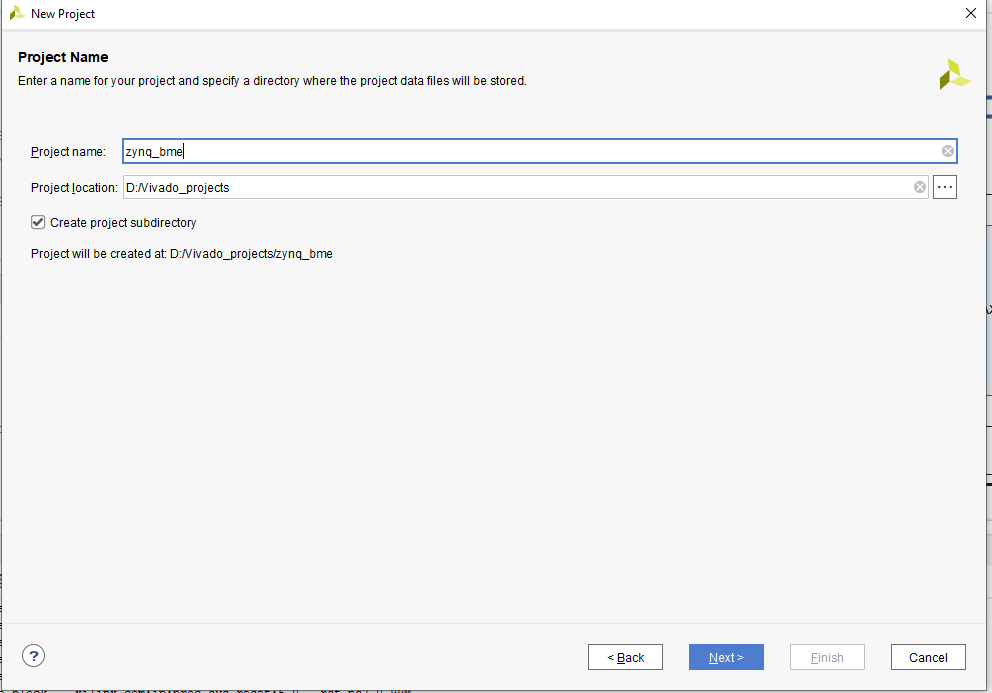 New Project
Project Name
Enter a name for your project and specify a directory where the project data files will be stored.
Project name: zynq_bme
Project location: D:/Vivado_projects
Create project subdirectory
Project will be created at: D:/Vivado_projects/zynq_bme
? < Back Next > Finish Cancel